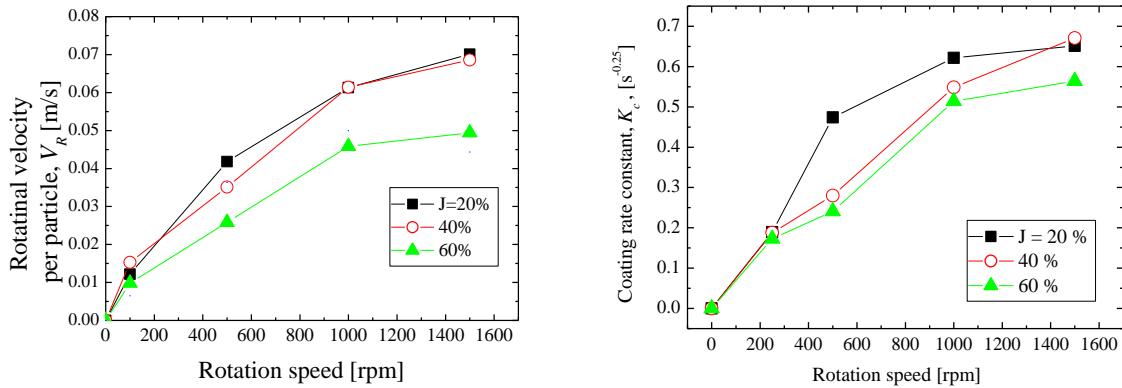 Rotatinal velocity
per particle, V_R [m/s]
0.08
0.07
0.06
0.05
0.04
0.03
0.02
0.01
0.00
J=20%
40%
60%
0 200 400 600 800 1000 1200 1400 1600
Rotation speed [rpm]
Coating rate constant, K_c, [s^-0.25]
0.7
0.6
0.5
0.4
0.3
0.2
0.1
0.0
J = 20 %
40 %
60 %
0 200 400 600 800 1000 1200 1400 1600
Rotation speed [rpm]